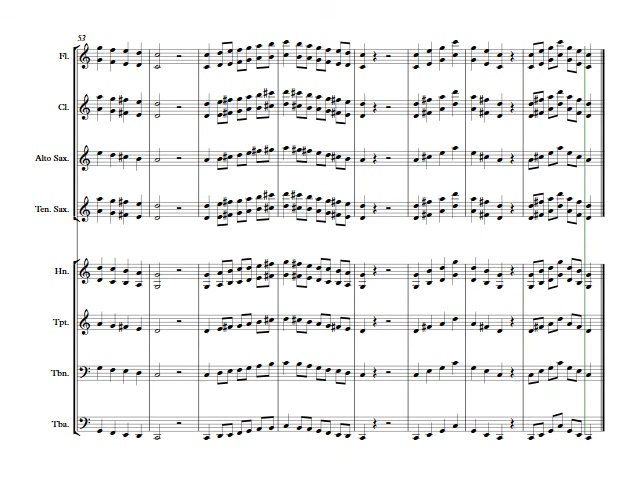 53
Fl.
Cl.
Alto Sax.
Ten. Sax.
Hn.
Tpt.
Tbn.
Tba.